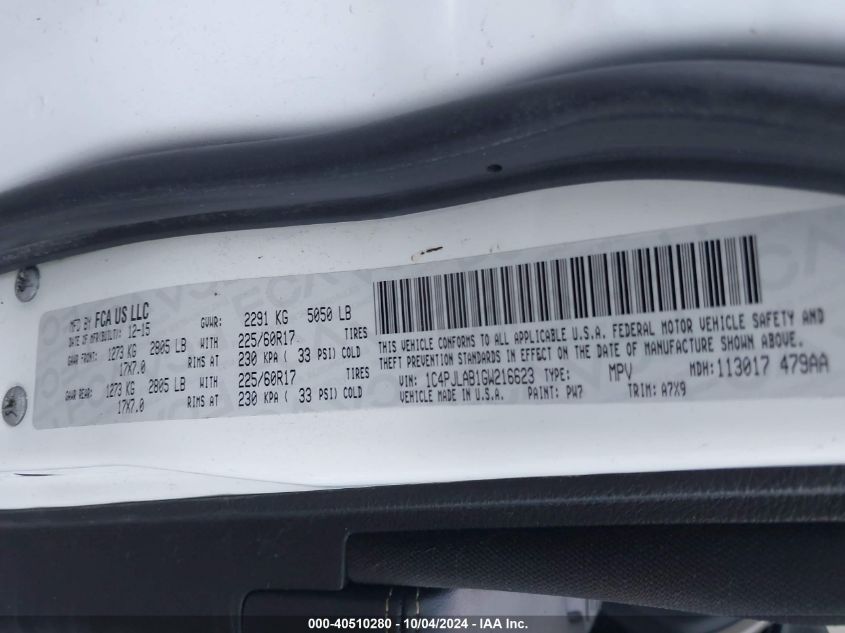 MFD BY FCA US LLC
DATE OF MFR/BUILT: 12-15 GVWR: 2291 KG 5050 LB
GAWR FRONT: 1273 KG 2805 LB WITH 225/60R17 TIRES
17X7.0 RIMS AT 230 KPA ( 33 PSI) COLD
GAWR REAR: 1273 KG 2805 LB WITH 225/60R17 TIRES
17X7.0 RIMS AT 230 KPA ( 33 PSI) COLD
THIS VEHICLE CONFORMS TO ALL APPLICABLE U.S.A. FEDERAL MOTOR VEHICLE SAFETY AND
THEFT PREVENTION STANDARDS IN EFFECT ON THE DATE OF MANUFACTURE SHOWN ABOVE.
VIN: 1C4PJLAB1GW216623 TYPE: MPV MDH: 113017 479AA
VEHICLE MADE IN U.S.A. PAINT: PW7 TRIM: A7X9
000-40510280 - 10/04/2024 - IAA Inc.